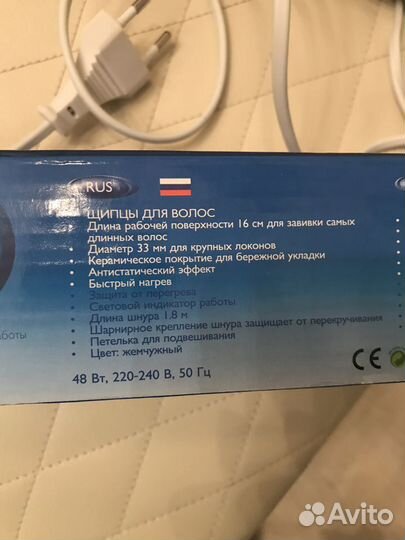 RUS
ЩИПЦЫ ДЛЯ ВОЛОС
Длина рабочей поверхности 16 см для завивки самых
длинных волос
• Диаметр 33 мм для крупных локонов
• Керамическое покрытие для бережной укладки
• Антистатический эффект
• Быстрый нагрев
• Защита от перегрева
• Световой индикатор работы
• Длина шнура 1.8 м
• Шарнирное крепление шнура защищает от перекручивания
• Петелька для подвешивания
• Цвет: жемчужный
48 Вт, 220-240 В, 50 Гц
CE
Avito